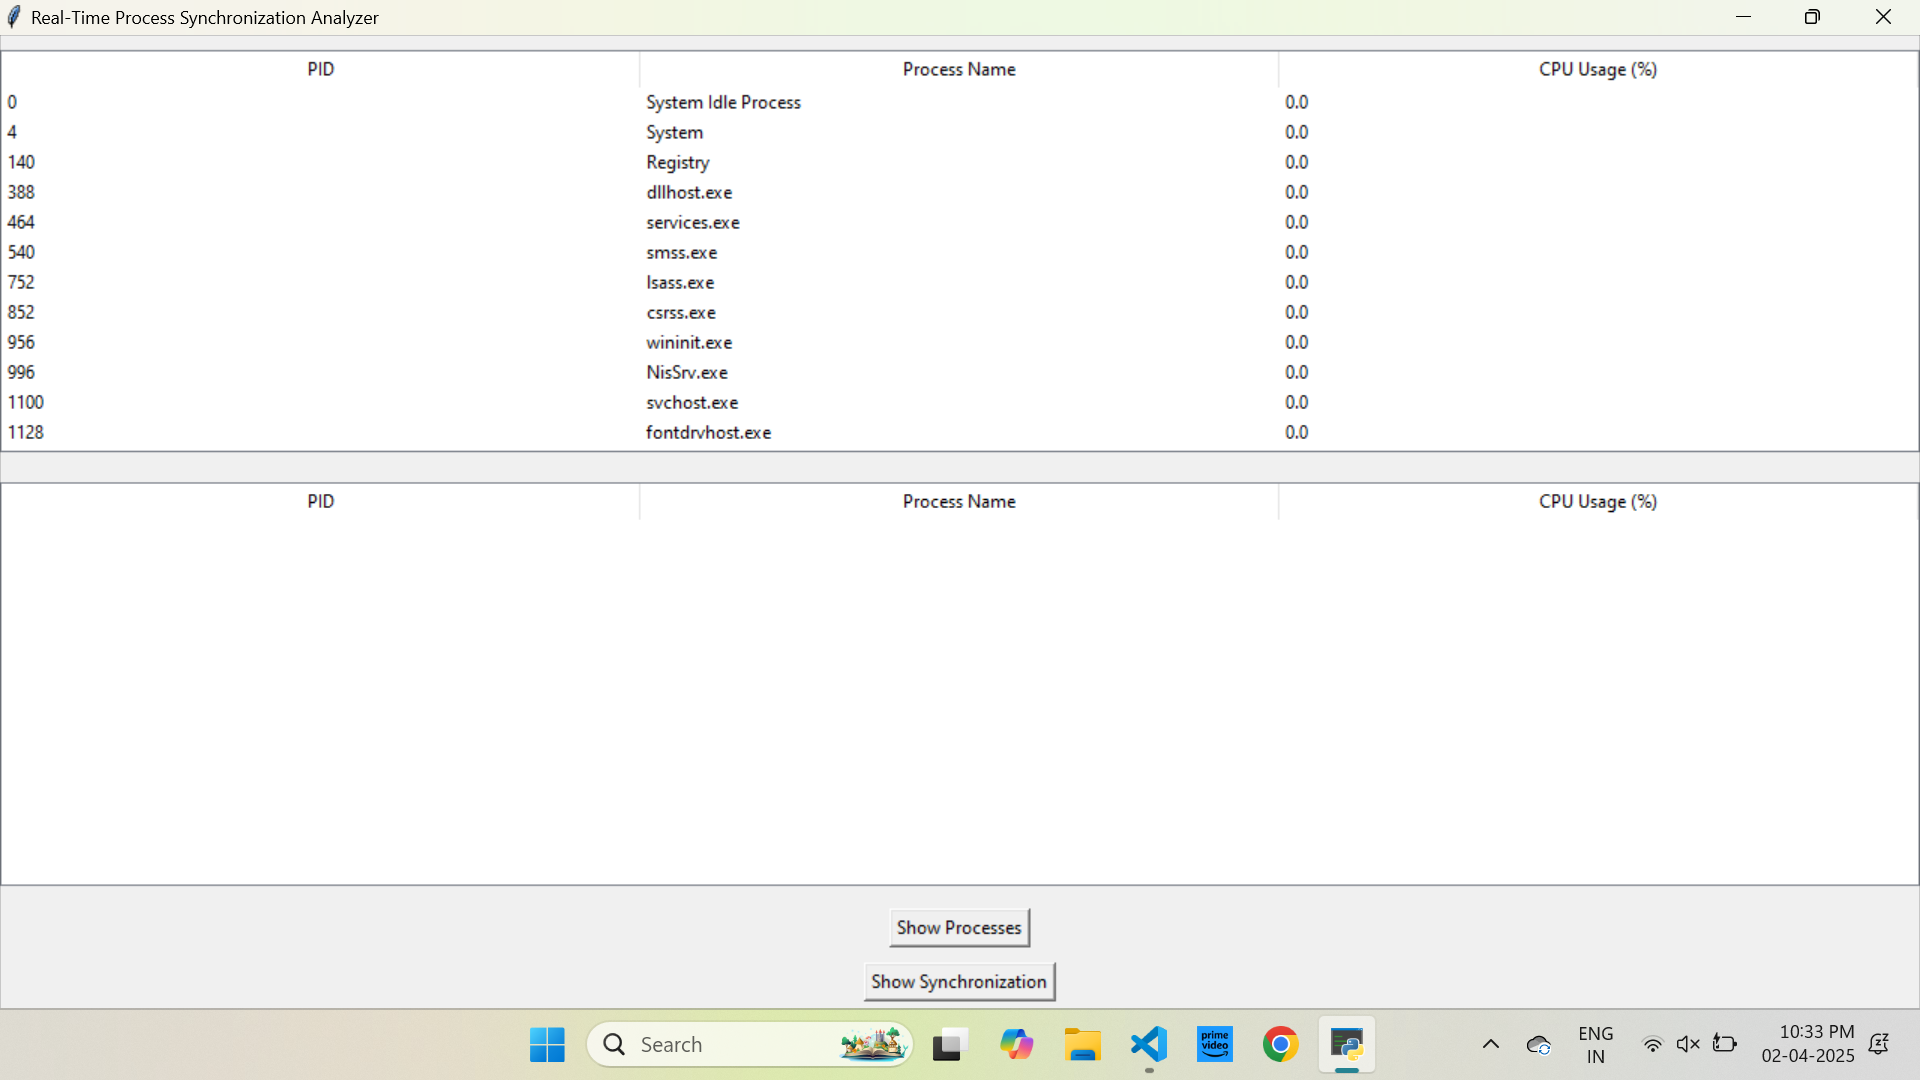 Real-Time Process Synchronization Analyzer
PID Process Name CPU Usage (%)
0 System Idle Process 0.0
4 System 0.0
140 Registry 0.0
388 dllhost.exe 0.0
464 services.exe 0.0
540 smss.exe 0.0
752 lsass.exe 0.0
852 csrss.exe 0.0
956 wininit.exe 0.0
996 NisSrv.exe 0.0
1100 svchost.exe 0.0
1128 fontdrvhost.exe 0.0
PID Process Name CPU Usage (%)
Show Processes
Show Synchronization
Search
prime
video
ENG
IN
10:33 PM
02-04-2025